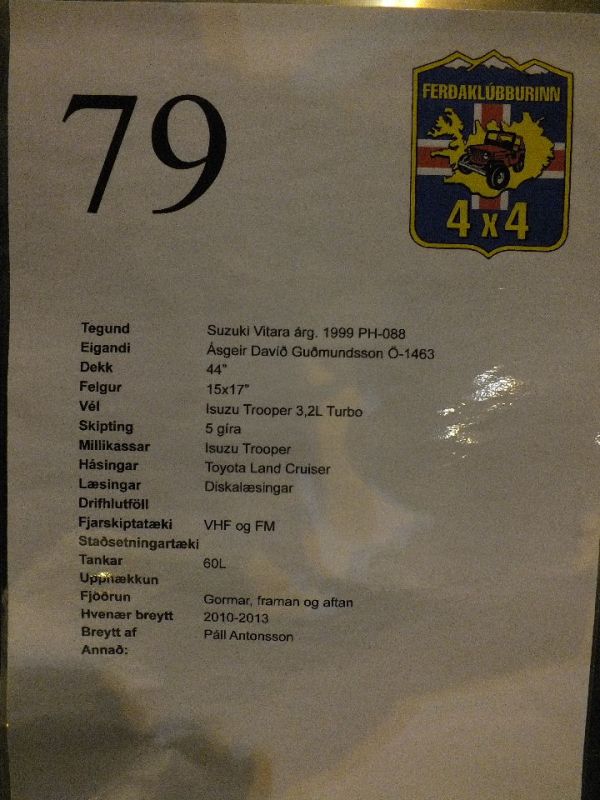 79
FERÐAKLÚBBURINN
4 x 4
Tegund Suzuki Vitara árg. 1999 PH-088
Eigandi Ásgeir Davíð Guðmundsson Ö-1463
Dekk 44"
Felgur 15x17"
Vél Isuzu Trooper 3,2L Turbo
Skipting 5 gíra
Millikassar Isuzu Trooper
Hásingar Toyota Land Cruiser
Læsingar Diskalæsingar
Drifhlutföll
Fjarskiptatæki VHF og FM
Staðsetningartæki
Tankar 60L
Upphækkun
Fjöðrun Gormar, framan og aftan
Hvenær breytt 2010-2013
Breytt af Páll Antonsson
Annað: